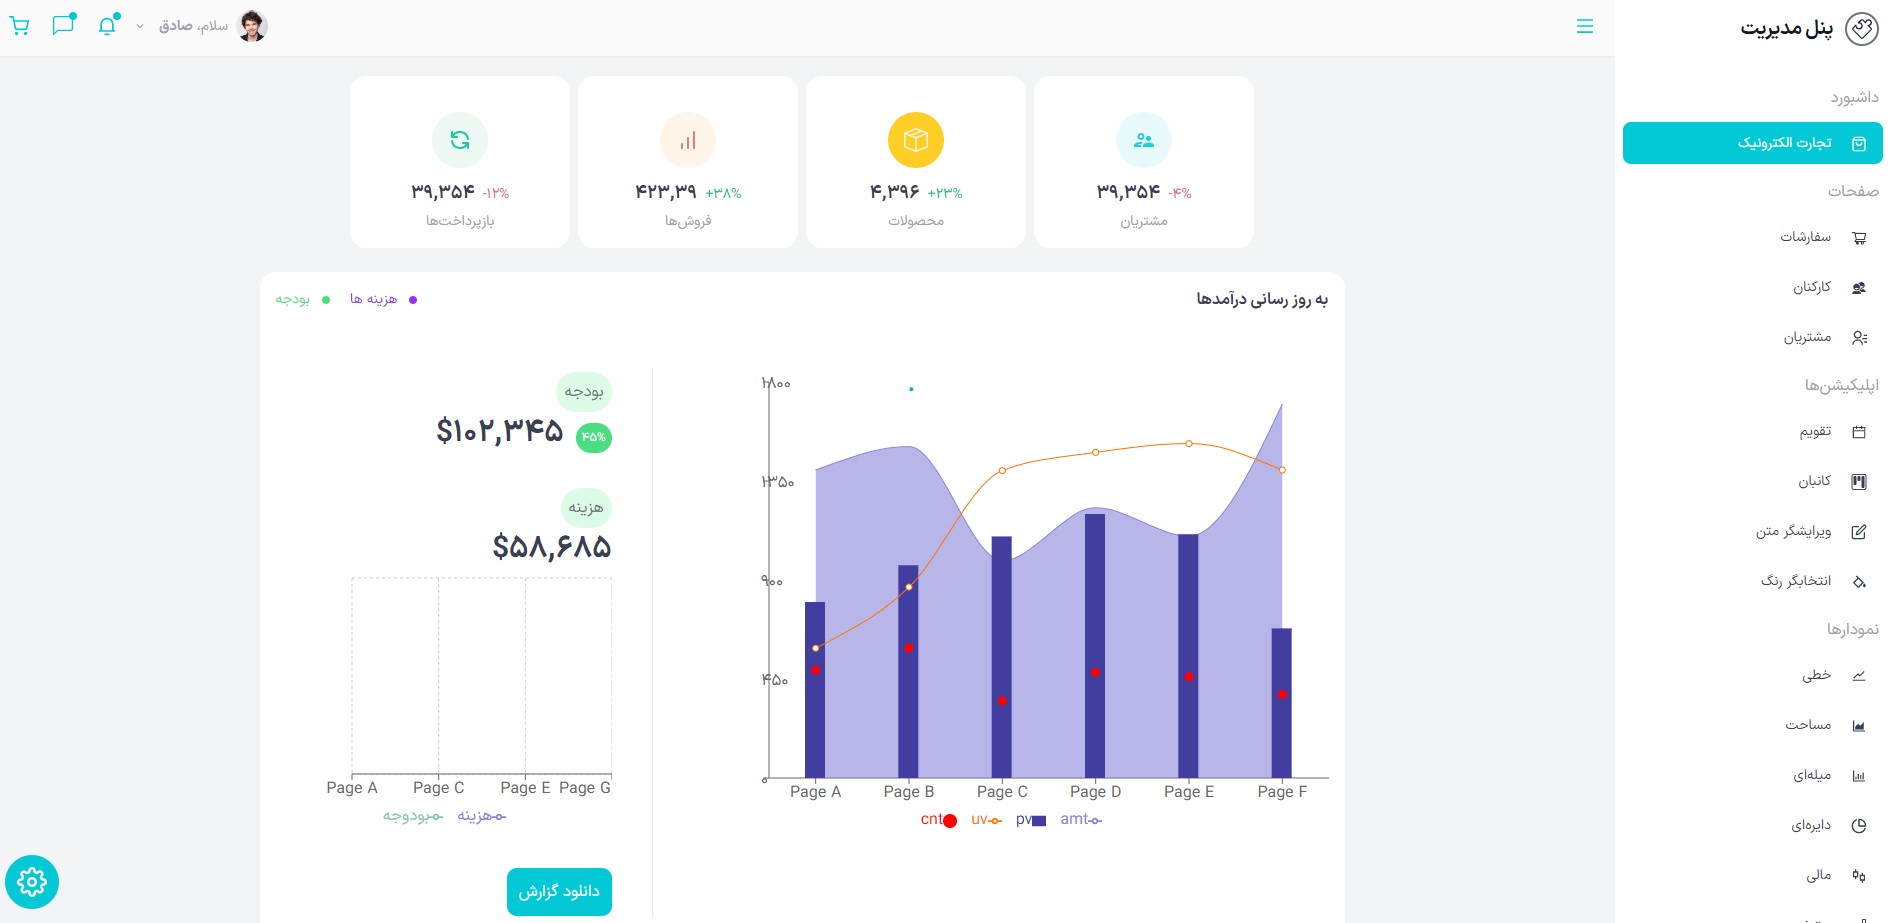 پنل مدیریت
سلام، صادق
داشبورد
تجارت الکترونیک
صفحات
سفارشات
کارکنان
مشتریان
اپلیکیشن‌ها
تقویم
کانبان
ویرایشگر متن
انتخابگر رنگ
نمودارها
خطی
مساحت
میله‌ای
دایره‌ای
مالی
۳۹,۳۵۴ -۴%
مشتریان
۴,۳۹۶ +۲۳%
محصولات
۴۲۳,۳۹ +۳۸%
فروش‌ها
۳۹,۳۵۴ -۱۲%
بازپرداخت‌ها
به روز رسانی درآمدها
هزینه ها
بودجه
۱۸۰۰
۱۳۵۰
۹۰۰
۴۵۰
۰
Page A Page B Page C Page D Page E Page F
cnt uv pv amt
بودجه
$۱۰۲,۳۴۵ ۴۵%
هزینه
$۵۸,۶۸۵
Page A Page C Page E Page G
هزینه بودوجه
دانلود گزارش